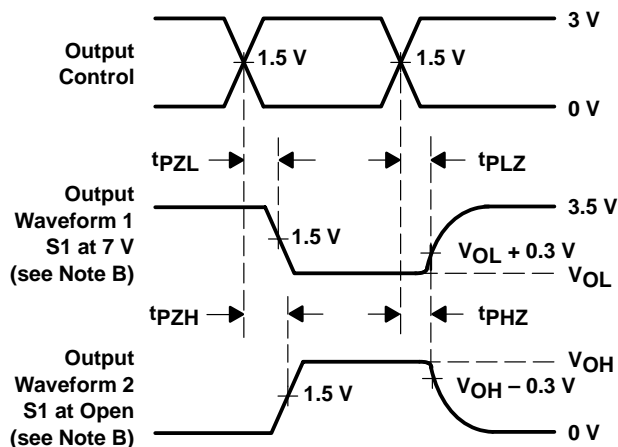 Output
Control
1.5 V
1.5 V
3 V
0 V
tPZL
tPLZ
Output
Waveform 1
S1 at 7 V
(see Note B)
1.5 V
3.5 V
VOL + 0.3 V
VOL
tPZH
tPHZ
Output
Waveform 2
S1 at Open
(see Note B)
1.5 V
VOH
VOH − 0.3 V
0 V